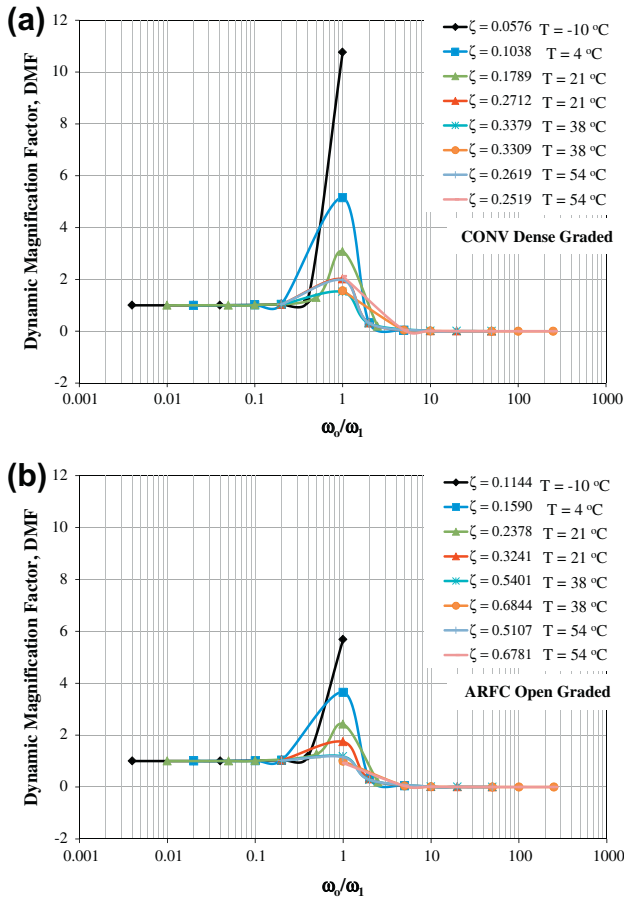 (a)
12
10
8
6
4
2
0
-2
Dynamic Magnification Factor, DMF
ζ = 0.0576 T = -10 °C
ζ = 0.1038 T = 4 °C
ζ = 0.1789 T = 21 °C
ζ = 0.2712 T = 21 °C
ζ = 0.3379 T = 38 °C
ζ = 0.3309 T = 38 °C
ζ = 0.2619 T = 54 °C
ζ = 0.2519 T = 54 °C
CONV Dense Graded
0.001 0.01 0.1 1 10 100 1000
ω₀/ω₁
(b)
12
10
8
6
4
2
0
-2
Dynamic Magnification Factor, DMF
ζ = 0.1144 T = -10 °C
ζ = 0.1590 T = 4 °C
ζ = 0.2378 T = 21 °C
ζ = 0.3241 T = 21 °C
ζ = 0.5401 T = 38 °C
ζ = 0.6844 T = 38 °C
ζ = 0.5107 T = 54 °C
ζ = 0.6781 T = 54 °C
ARFC Open Graded
0.001 0.01 0.1 1 10 100 1000
ω₀/ω₁